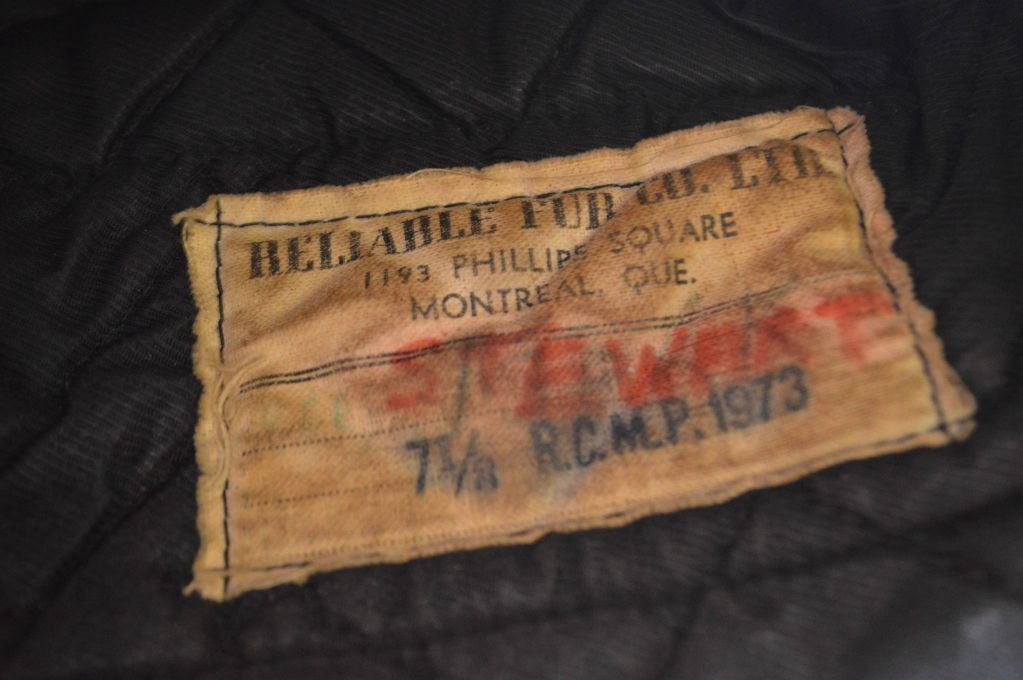 RELIABLE FUR CO. LTD
1193 PHILLIPS SQUARE
MONTREAL, QUE.
STEWART
7 1/8 R.C.M.P. 1973